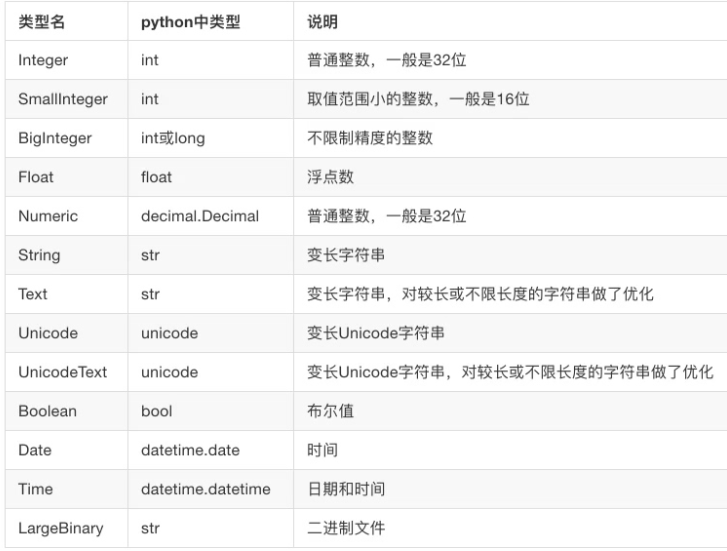 类型名 python中类型 说明
Integer int 普通整数，一般是32位
SmallInteger int 取值范围小的整数，一般是16位
BigInteger int或long 不限制精度的整数
Float float 浮点数
Numeric decimal.Decimal 普通整数，一般是32位
String str 变长字符串
Text str 变长字符串，对较长或不限长度的字符串做了优化
Unicode unicode 变长Unicode字符串
UnicodeText unicode 变长Unicode字符串，对较长或不限长度的字符串做了优化
Boolean bool 布尔值
Date datetime.date 时间
Time datetime.datetime 日期和时间
LargeBinary str 二进制文件